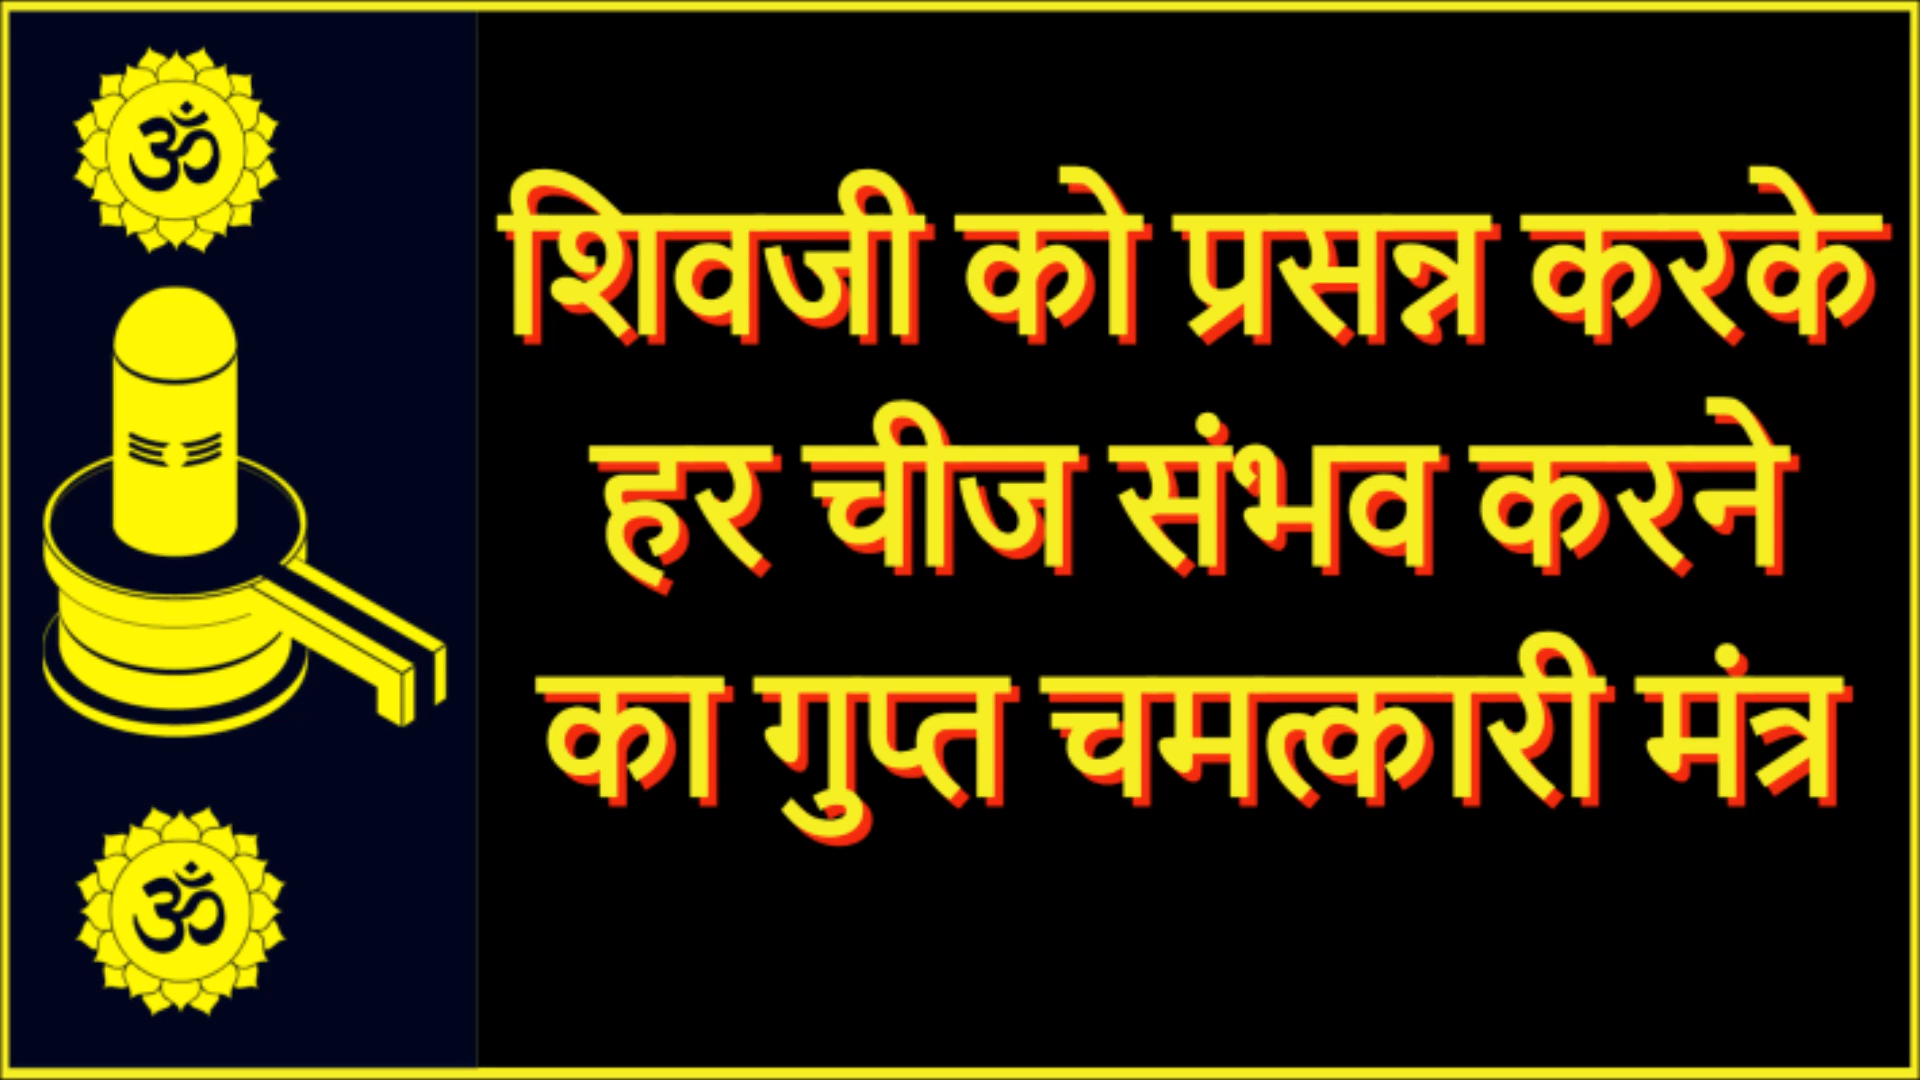 ॐ
शिवजी को प्रसन्न करके
हर चीज संभव करने
का गुप्त चमत्कारी मंत्र
ॐ